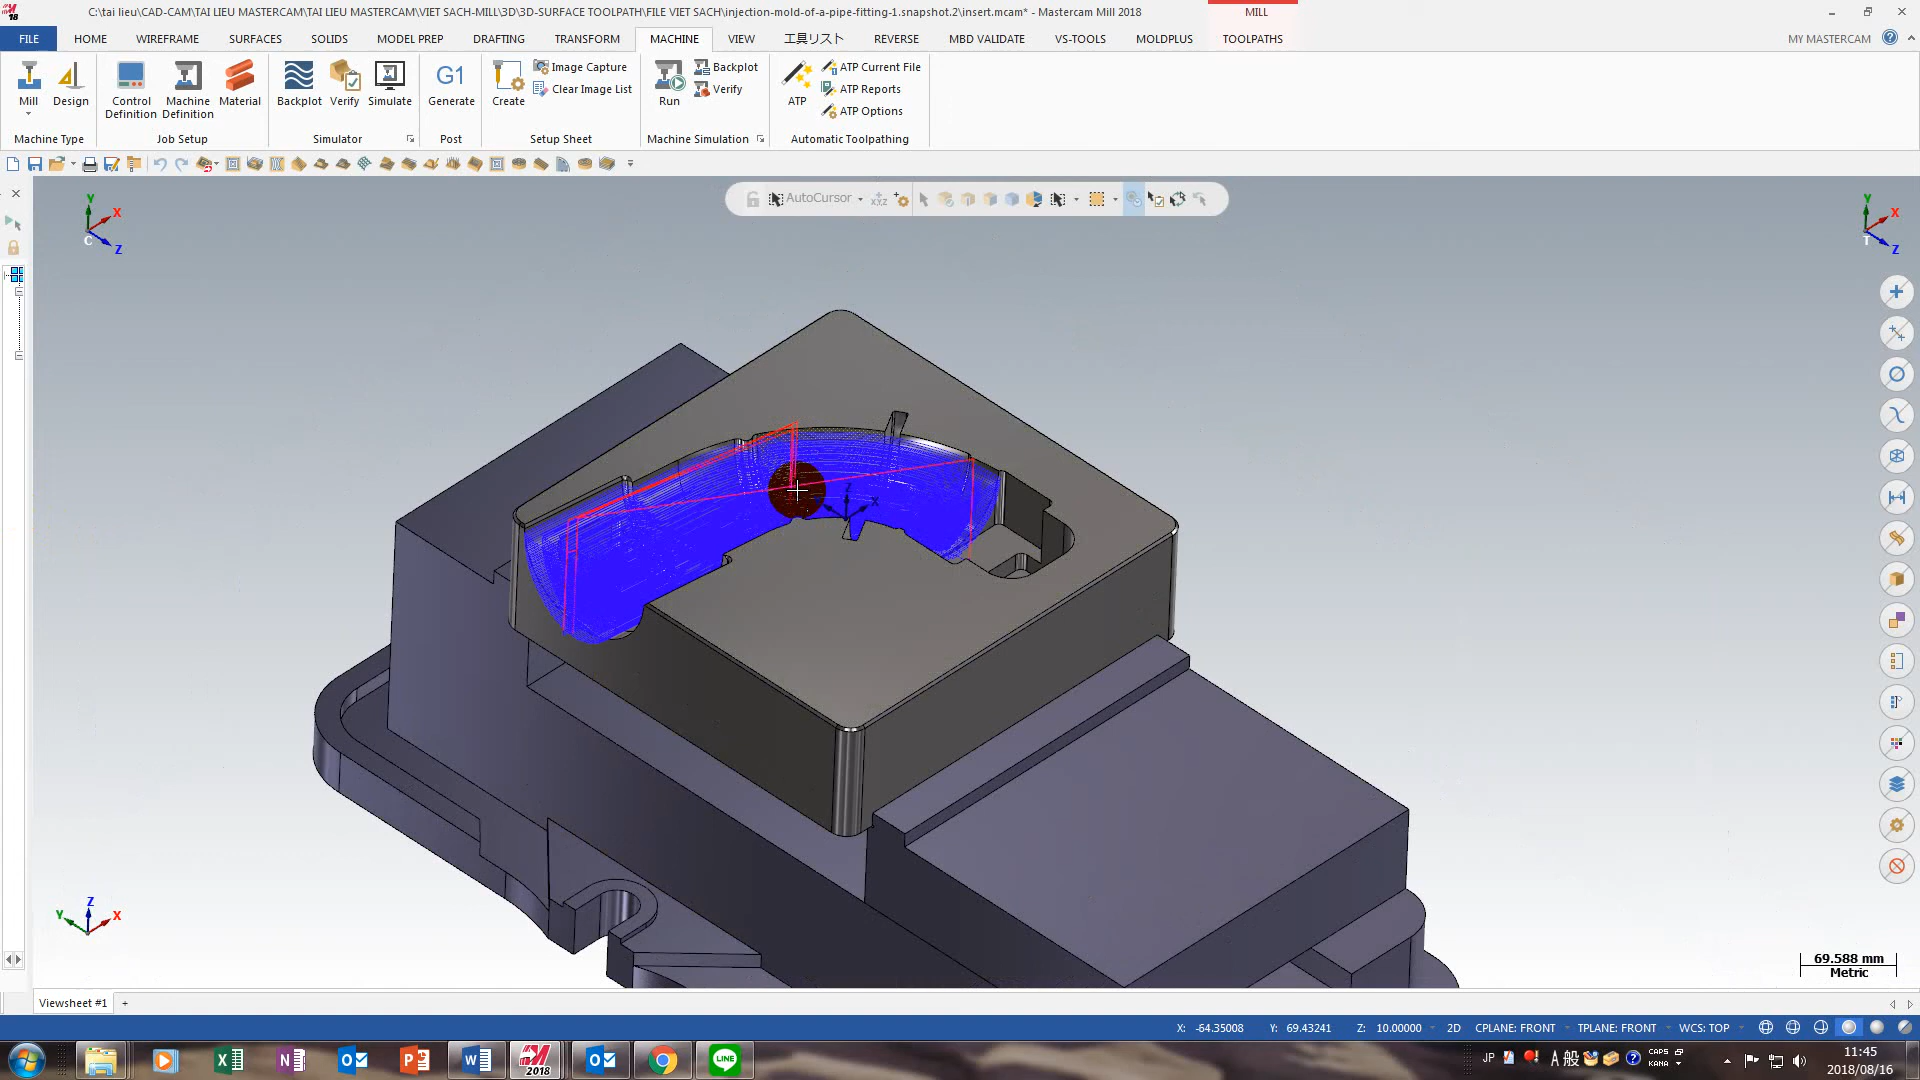 C:\tai lieu\CAD-CAM\TAI LIEU MASTERCAM\TAI LIEU MASTERCAM\VIET SACH-MILL\3D\3D-SURFACE TOOLPATH\FILE VIET SACH\injection-mold-of-a-pipe-fitting-1.snapshot.2\insert.mcam* - Mastercam Mill 2018
MILL
FILE HOME WIREFRAME SURFACES SOLIDS MODEL PREP DRAFTING TRANSFORM MACHINE VIEW 工具リスト REVERSE MBD VALIDATE VS-TOOLS MOLDPLUS TOOLPATHS MY MASTERCAM
Mill Design Control Definition Machine Definition Material Backplot Verify Simulate G1 Generate Create Image Capture Clear Image List Run Backplot Verify ATP ATP Current File ATP Reports ATP Options
Machine Type Job Setup Simulator Post Setup Sheet Machine Simulation Automatic Toolpathing
AutoCursor
Y X C Z
Y X T Z
Z X
Z Y X
69.588 mm
Metric
Viewsheet #1 +
X: -64.35008 Y: 69.43241 Z: 10.00000 2D CPLANE: FRONT TPLANE: FRONT WCS: TOP
JP A 般 CAPS KANA
11:45
2018/08/16
2018
LINE